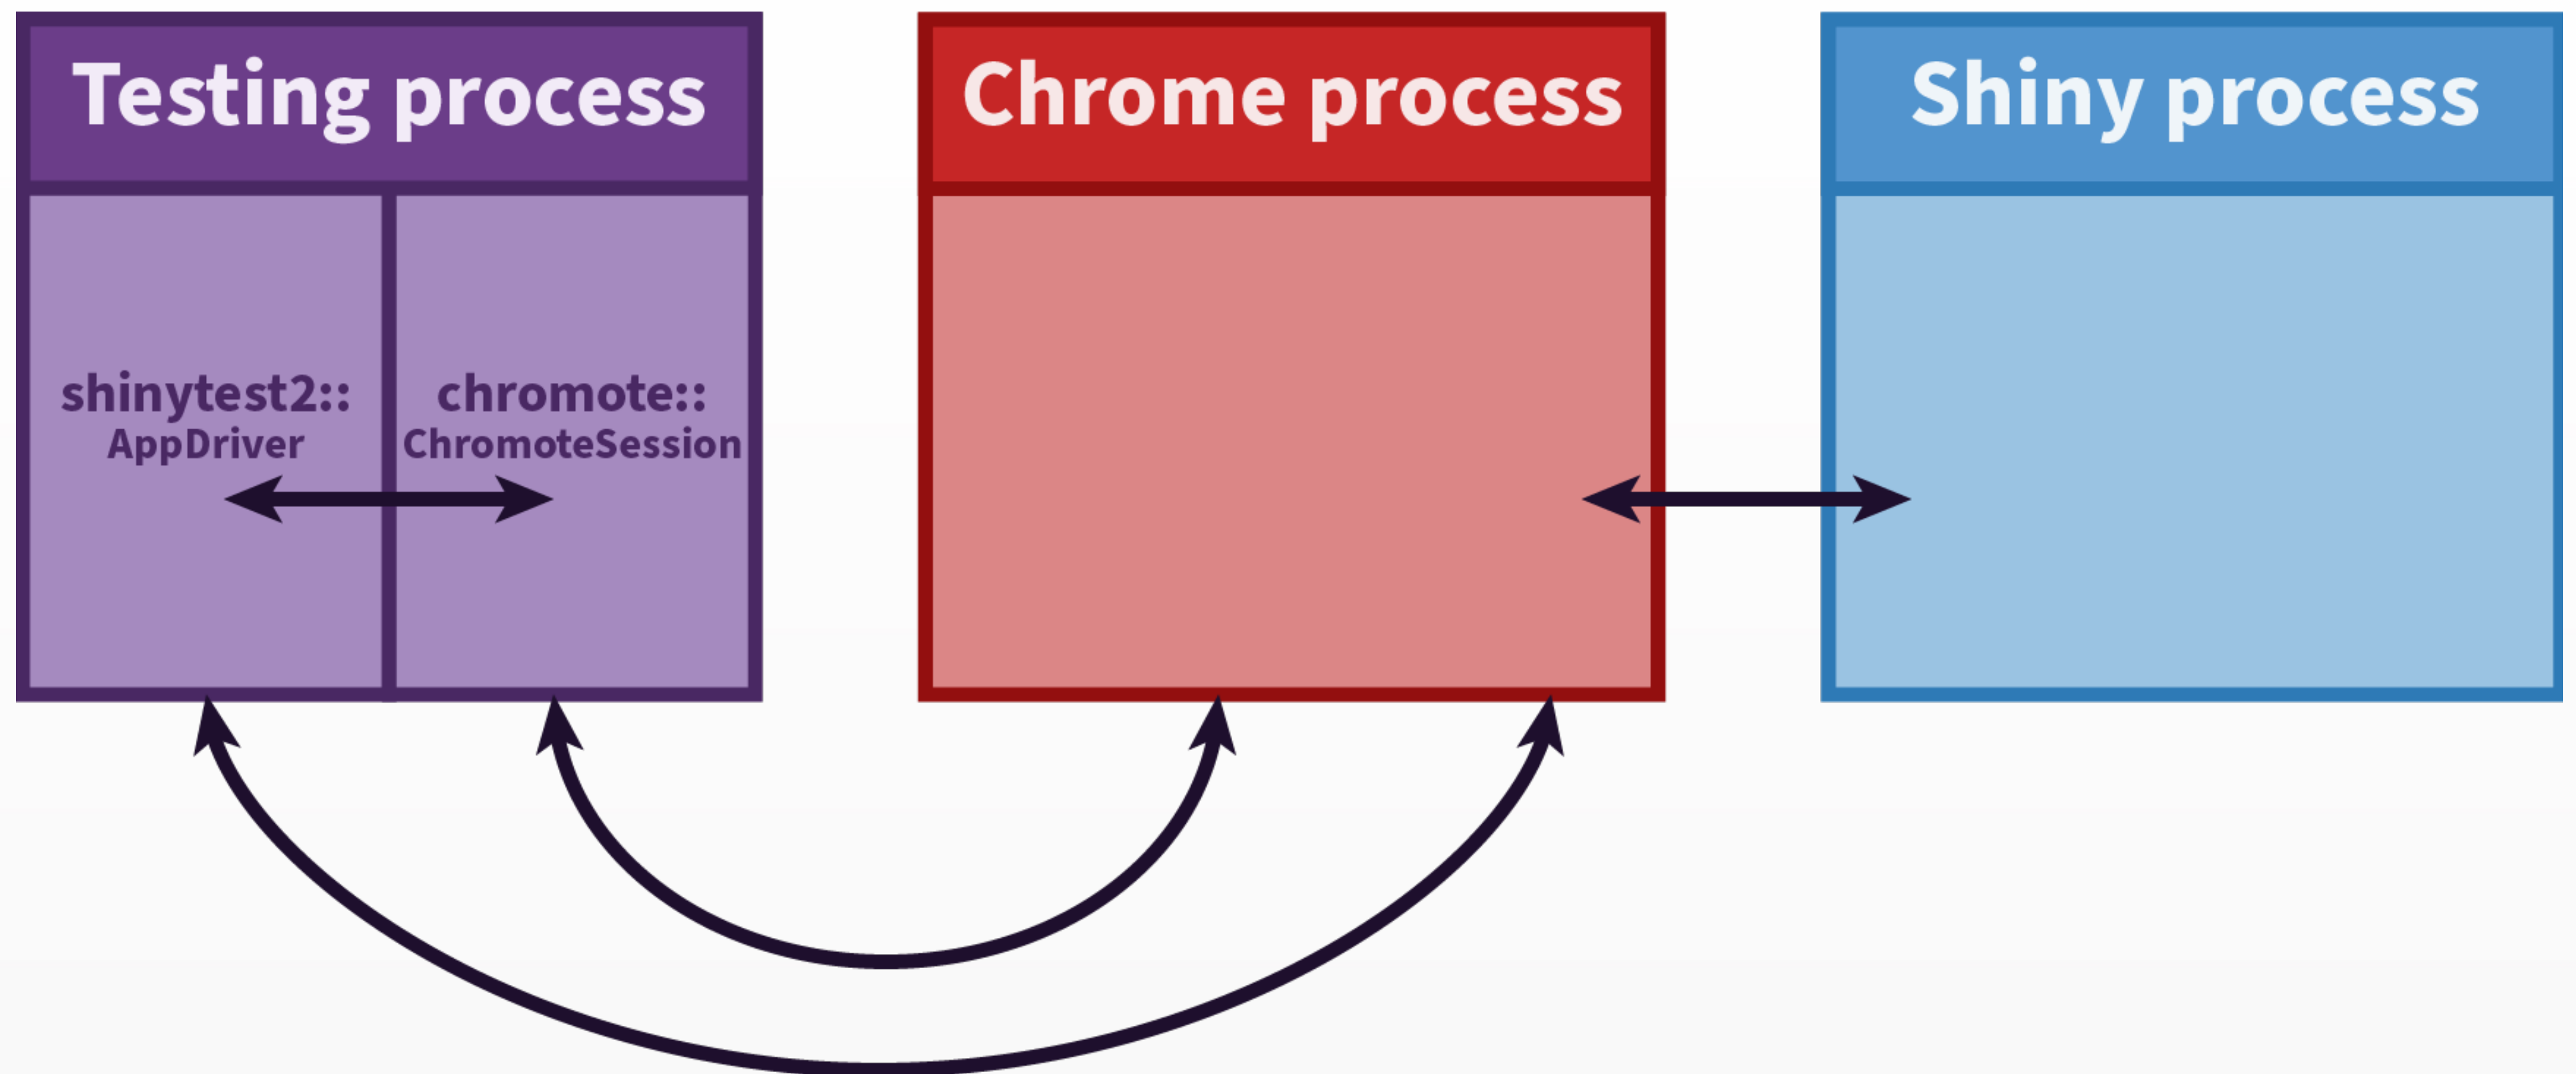 Testing process
Chrome process
Shiny process
shinytest2::
AppDriver
chromote::
ChromoteSession